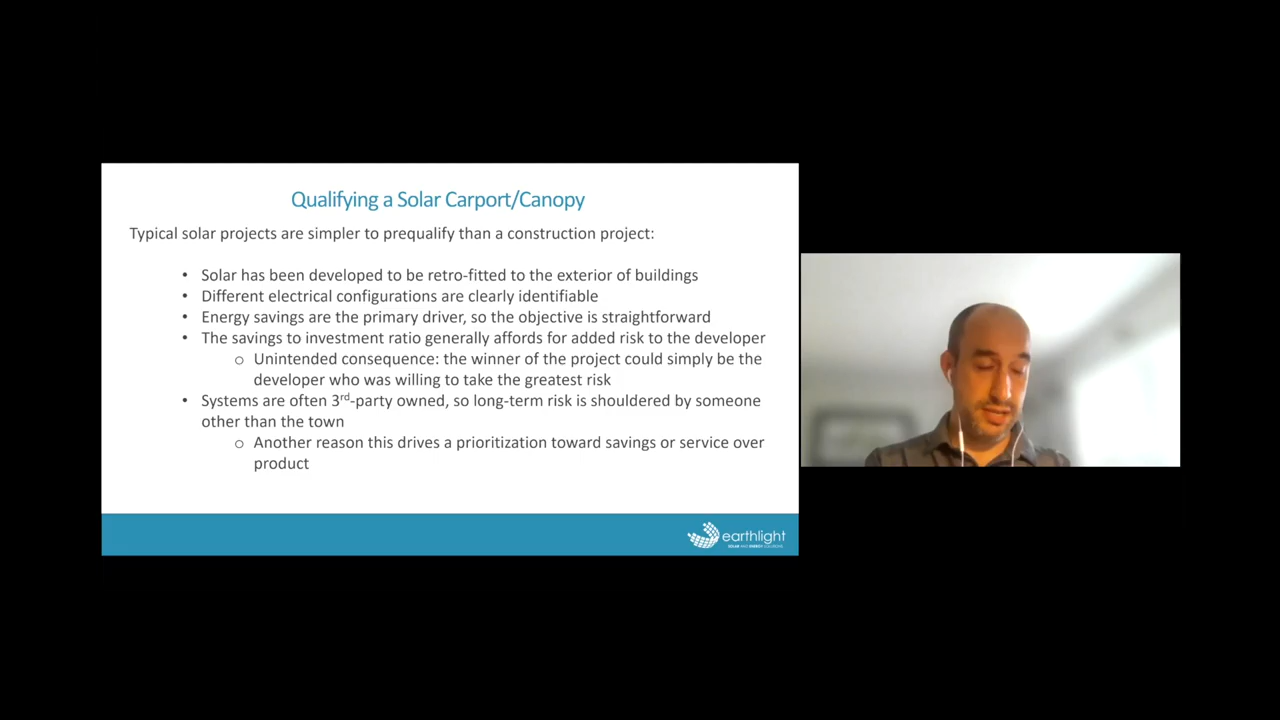 Qualifying a Solar Carport/Canopy
Typical solar projects are simpler to prequalify than a construction project:
• Solar has been developed to be retro-fitted to the exterior of buildings
• Different electrical configurations are clearly identifiable
• Energy savings are the primary driver, so the objective is straightforward
• The savings to investment ratio generally affords for added risk to the developer
o Unintended consequence: the winner of the project could simply be the
developer who was willing to take the greatest risk
• Systems are often 3rd-party owned, so long-term risk is shouldered by someone
other than the town
o Another reason this drives a prioritization toward savings or service over
product
earthlight
SOLAR AND ENERGY SOLUTIONS